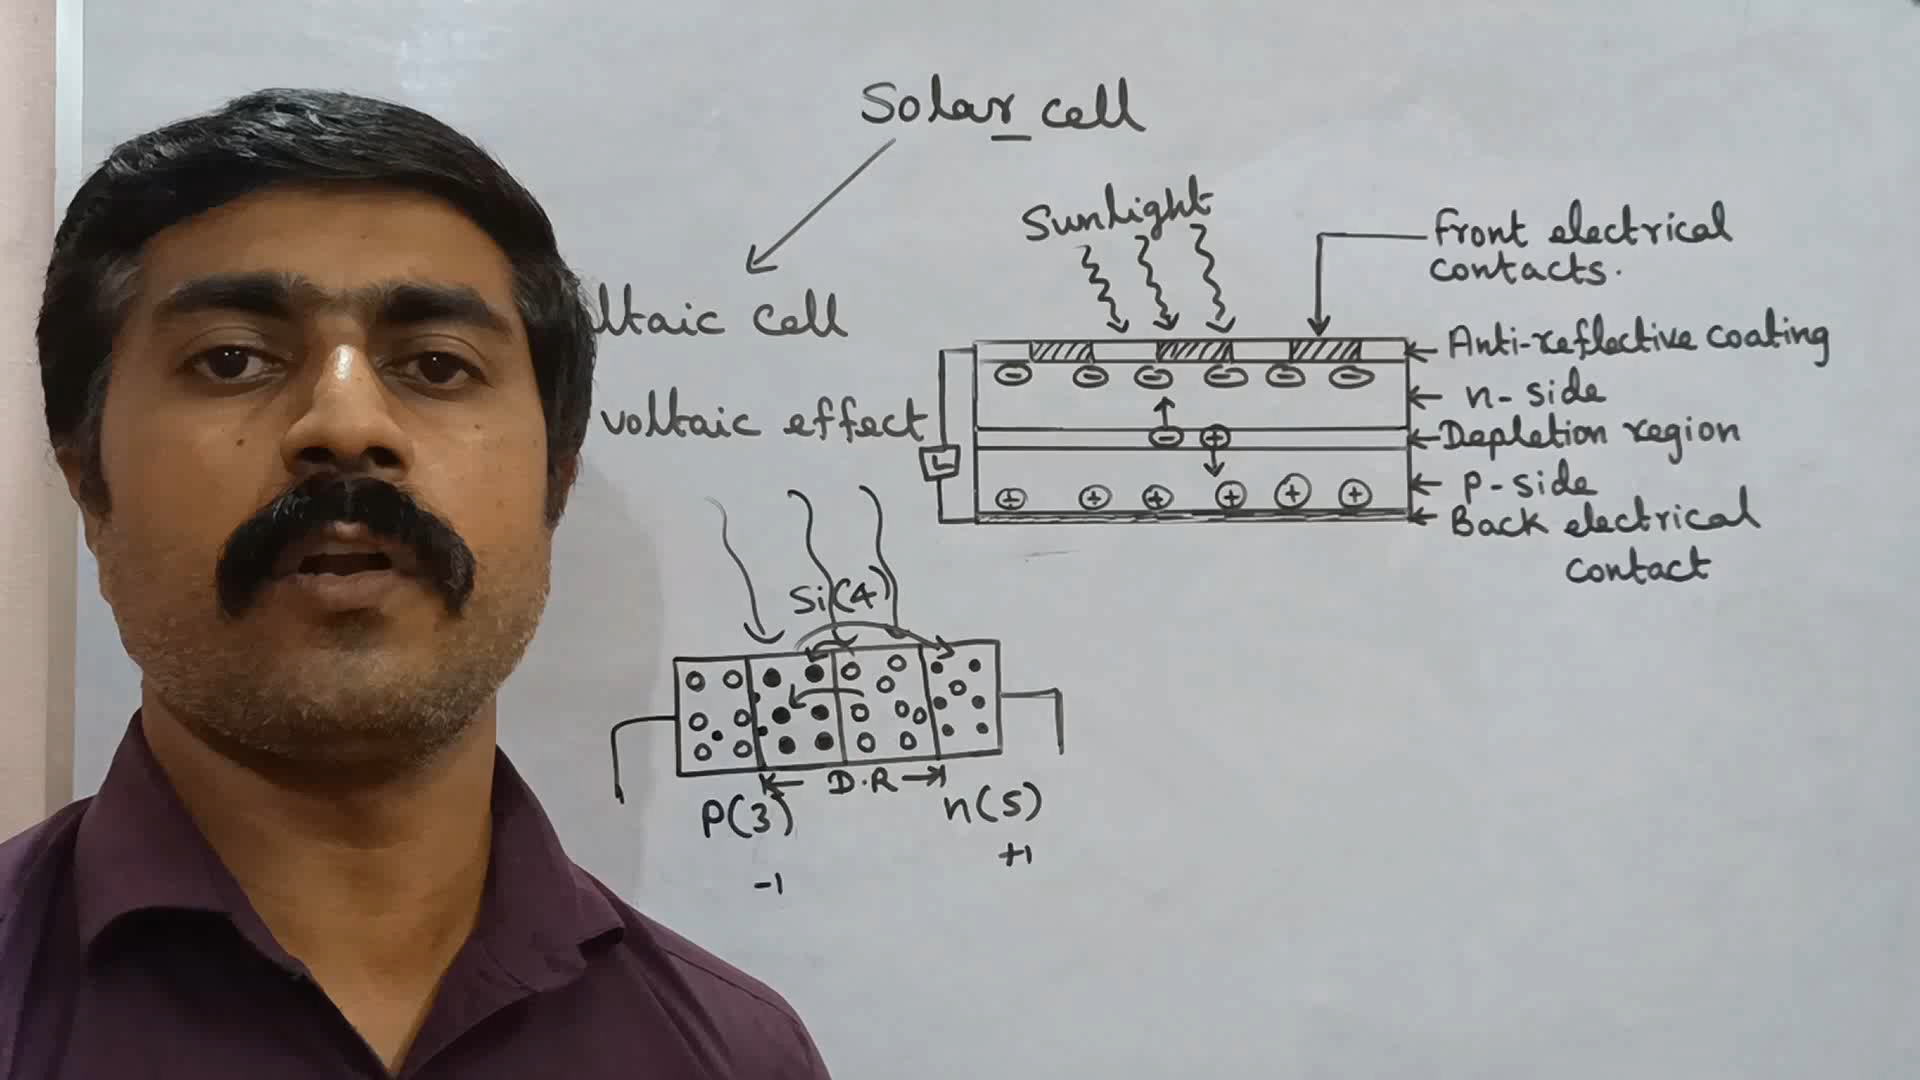 Solar cell
Sunlight
Front electrical
contacts.
ltaic cell
Anti-reflective coating
n-side
voltaic effect
Depletion region
p-side
Back electrical
contact
L
Si(4)
D.R
P(3)
n(5)
+1
-1